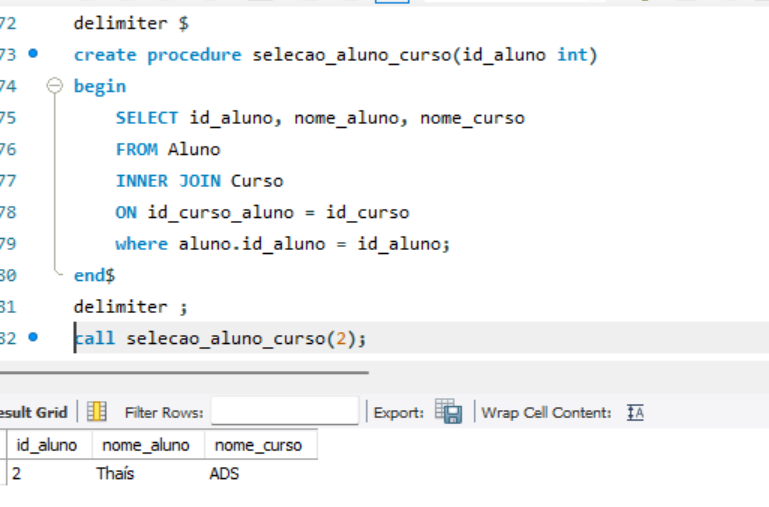 72 delimiter $
73 create procedure selecao_aluno_curso(id_aluno int)
74 begin
75 SELECT id_aluno, nome_aluno, nome_curso
76 FROM Aluno
77 INNER JOIN Curso
78 ON id_curso_aluno = id_curso
79 where aluno.id_aluno = id_aluno;
80 end$
81 delimiter ;
82 call selecao_aluno_curso(2);
esult Grid Filter Rows: Export: Wrap Cell Content: IA
id_aluno nome_aluno nome_curso
2 Thaís ADS